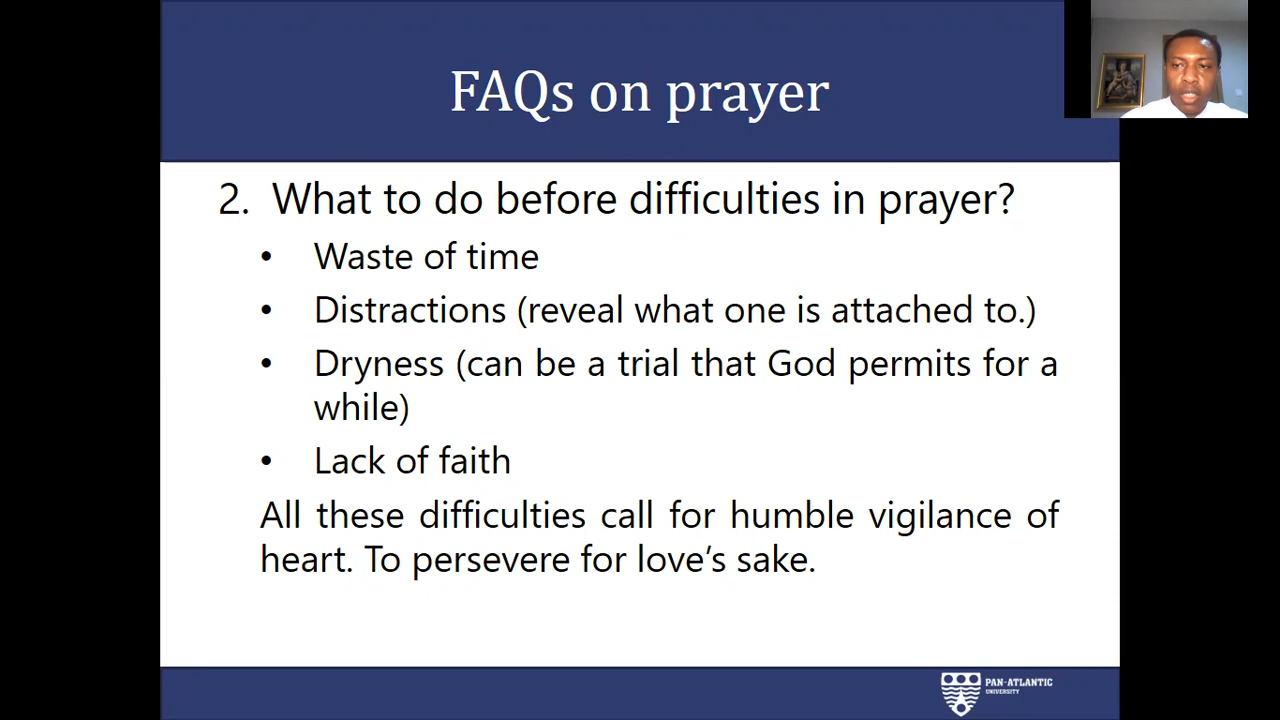 FAQs on prayer
2. What to do before difficulties in prayer?
• Waste of time
• Distractions (reveal what one is attached to.)
• Dryness (can be a trial that God permits for a
while)
• Lack of faith
All these difficulties call for humble vigilance of
heart. To persevere for love’s sake.
PAN-ATLANTIC
UNIVERSITY